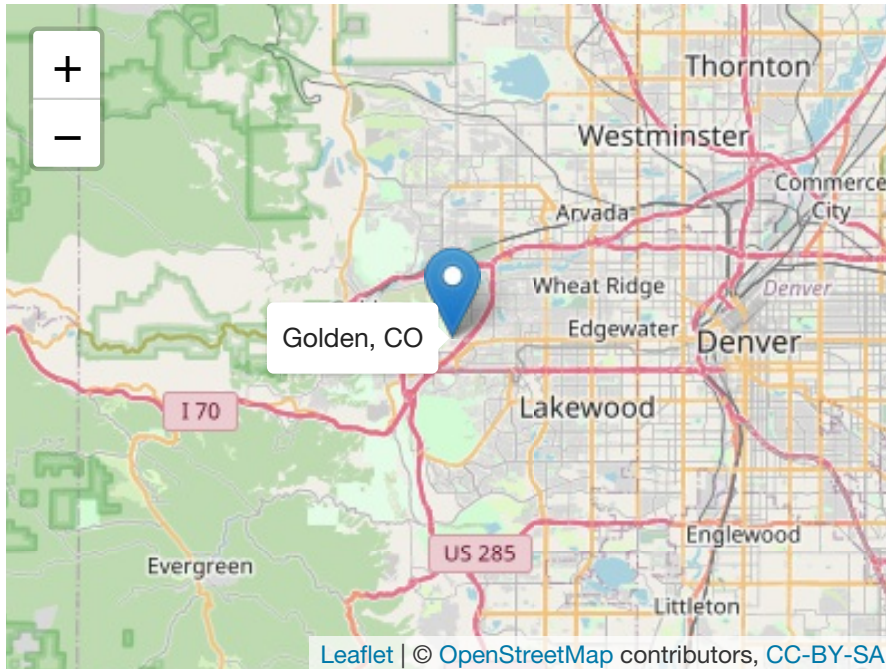 +
−
Thornton
Westminster
Commerce
City
Arvada
Wheat Ridge
Denver
Edgewater
Golden, CO
Denver
I 70
Lakewood
Englewood
US 285
Evergreen
Littleton
Leaflet | © OpenStreetMap contributors, CC-BY-SA